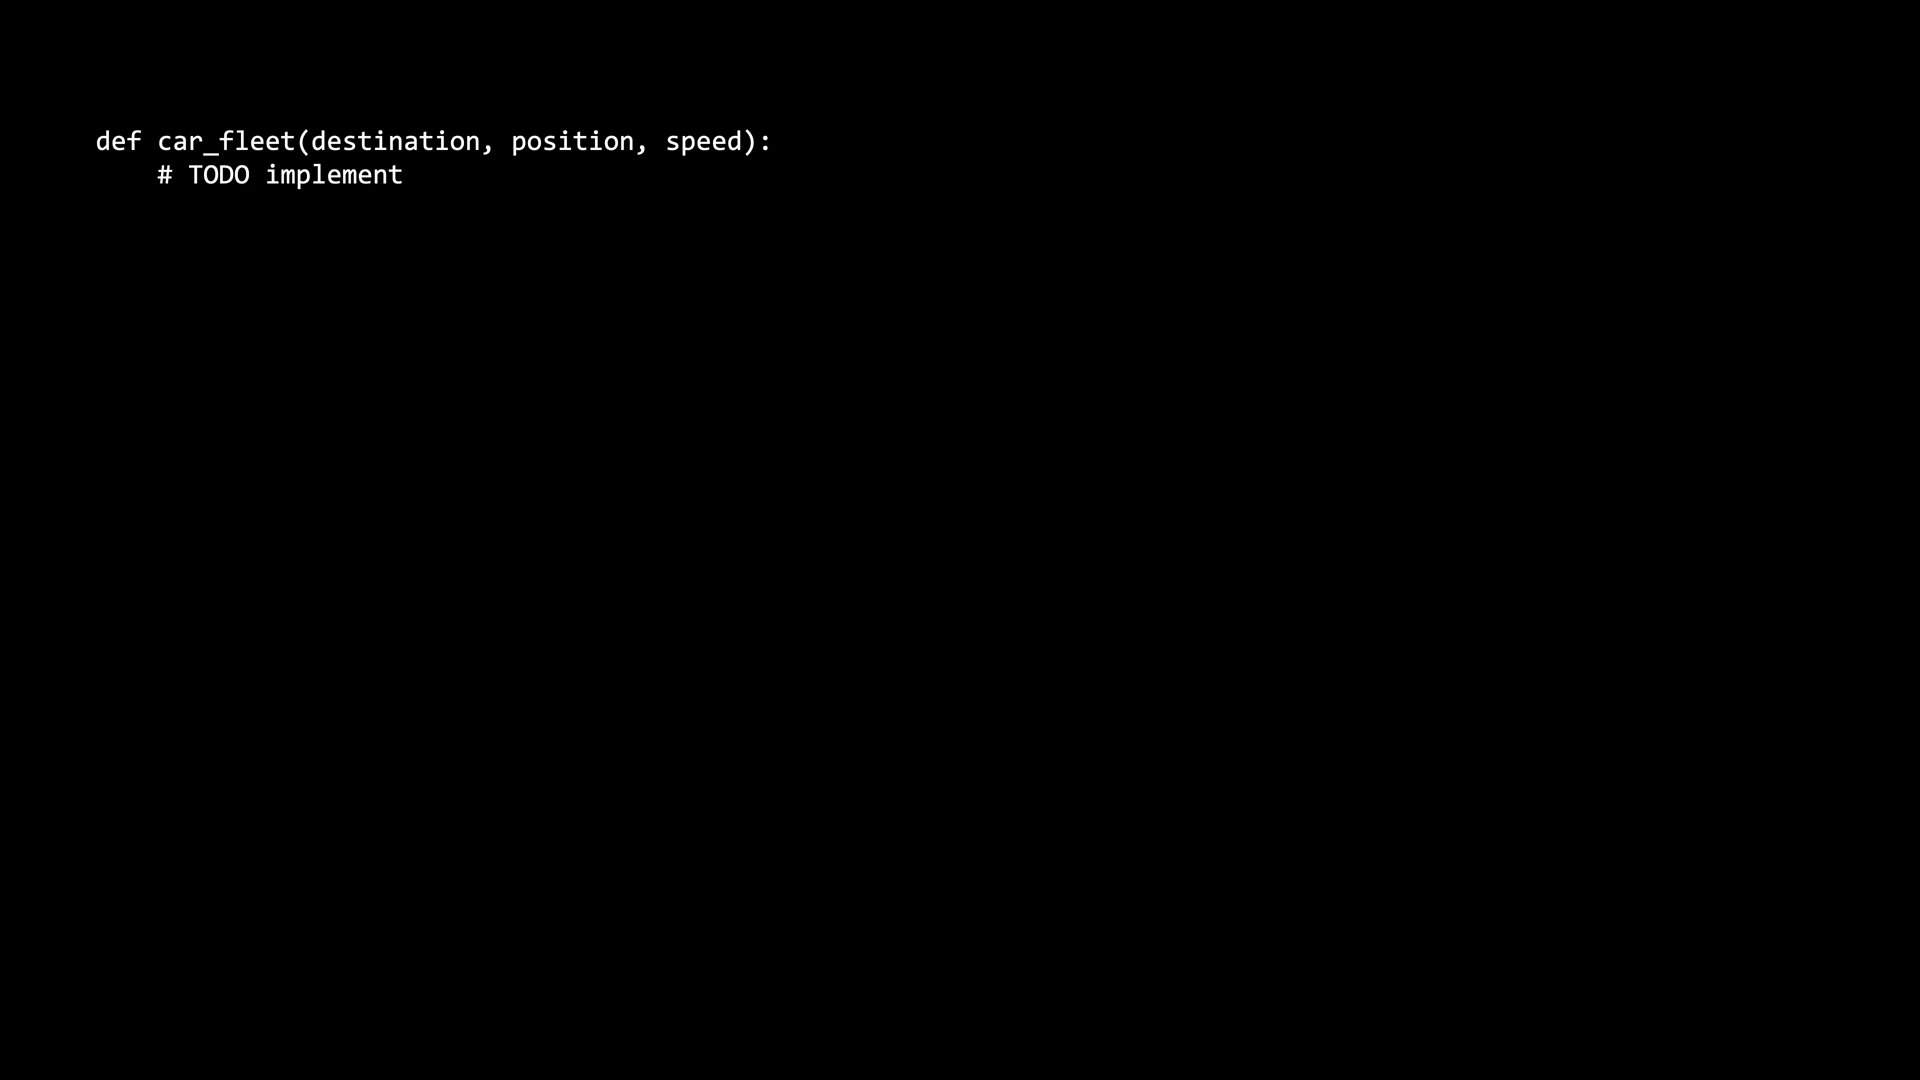 def car_fleet(destination, position, speed):
    # TODO implement